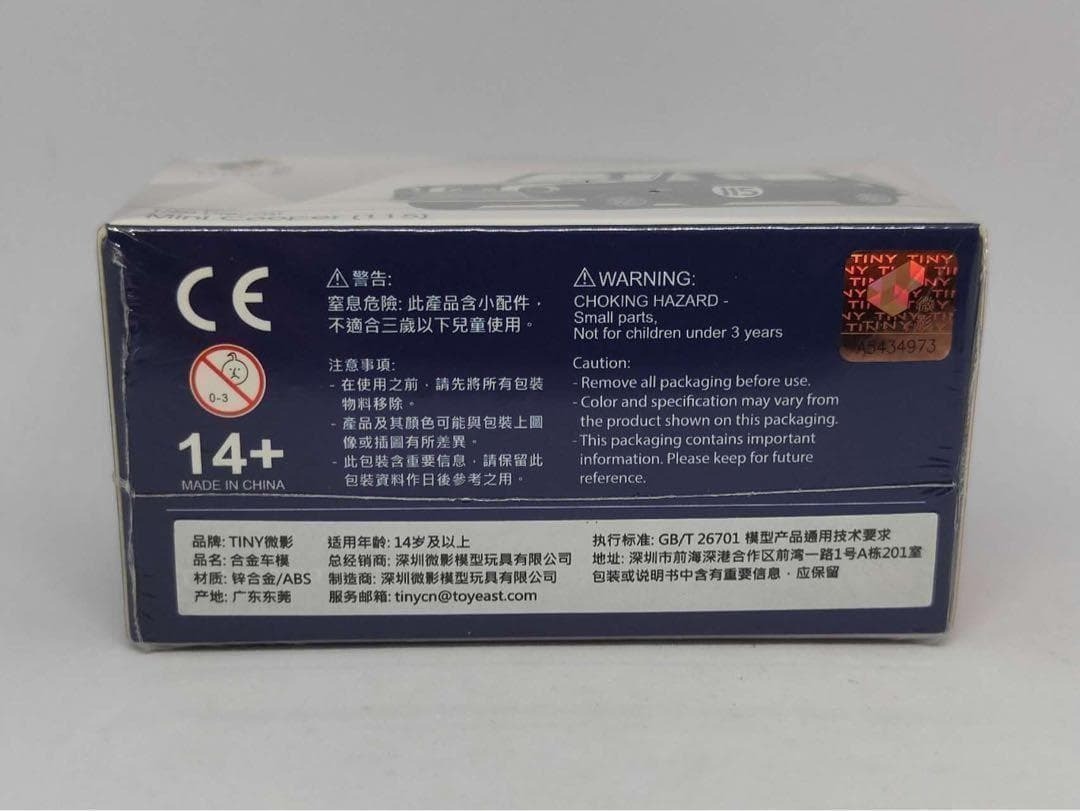 Mini Cooper (115)
115
CE
0-3
14+
MADE IN CHINA
警告:
窒息危險: 此產品含小配件，
不適合三歲以下兒童使用。
注意事項:
- 在使用之前，請先將所有包裝
物料移除。
- 產品及其顏色可能與包裝上圖
像或插圖有所差異。
- 此包裝含重要信息，請保留此
包裝資料作日後參考之用。
WARNING:
CHOKING HAZARD -
Small parts,
Not for children under 3 years
Caution:
- Remove all packaging before use.
- Color and specification may vary from
the product shown on this packaging.
- This packaging contains important
information. Please keep for future
reference.
TINY TINY
A5434973
品牌: TINY微影
品名: 合金车模
材质: 锌合金/ABS
产地: 广东东莞
适用年龄: 14岁及以上
总经销商: 深圳微影模型玩具有限公司
制造商: 深圳微影模型玩具有限公司
服务邮箱: tinycn@toyeast.com
执行标准: GB/T 26701 模型产品通用技术要求
地址: 深圳市前海深港合作区前湾一路1号A栋201室
包装或说明书中含有重要信息，应保留